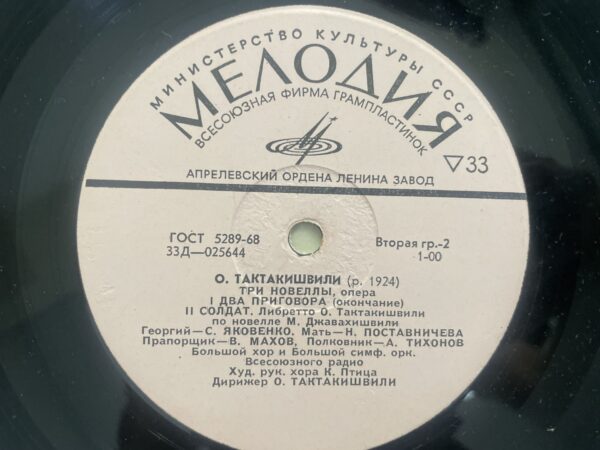 МИНИСТЕРСТВО КУЛЬТУРЫ СССР
МЕЛОДИЯ
ВСЕСОЮЗНАЯ ФИРМА ГРАМПЛАСТИНОК
▽33
АПРЕЛЕВСКИЙ ОРДЕНА ЛЕНИНА ЗАВОД
ГОСТ 5289-68
33Д—025644
Вторая гр.-2
1-00
О. ТАКТАКИШВИЛИ (р. 1924)
ТРИ НОВЕЛЛЫ, опера
I ДВА ПРИГОВОРА (окончание)
II СОЛДАТ. Либретто О. Тактакишвили
по новелле М. Джавахишвили
Георгий—С. ЯКОВЕНКО. Мать—Н. ПОСТАВНИЧЕВА
Прапорщик—В. МАХОВ, Полковник—А. ТИХОНОВ
Большой хор и Большой симф. орк.
Всесоюзного радио
Худ. рук. хора К. Птица
Дирижер О. ТАКТАКИШВИЛИ